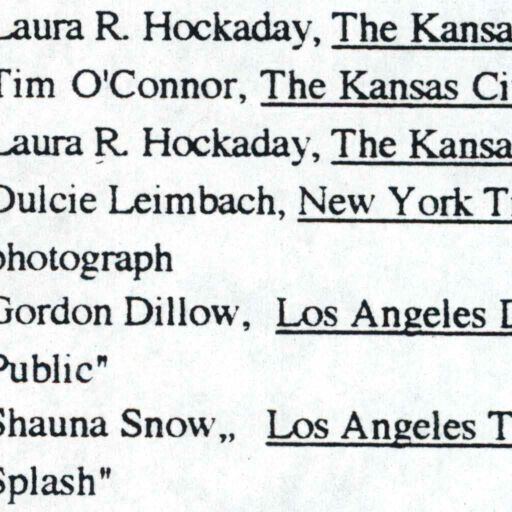 Laura R. Hockaday, The Kansa
Tim O'Connor, The Kansas Ci
Laura R. Hockaday, The Kansa
Dulcie Leimbach, New York T
photograph
Gordon Dillow, Los Angeles D
Public"
Shauna Snow,, Los Angeles T
Splash"